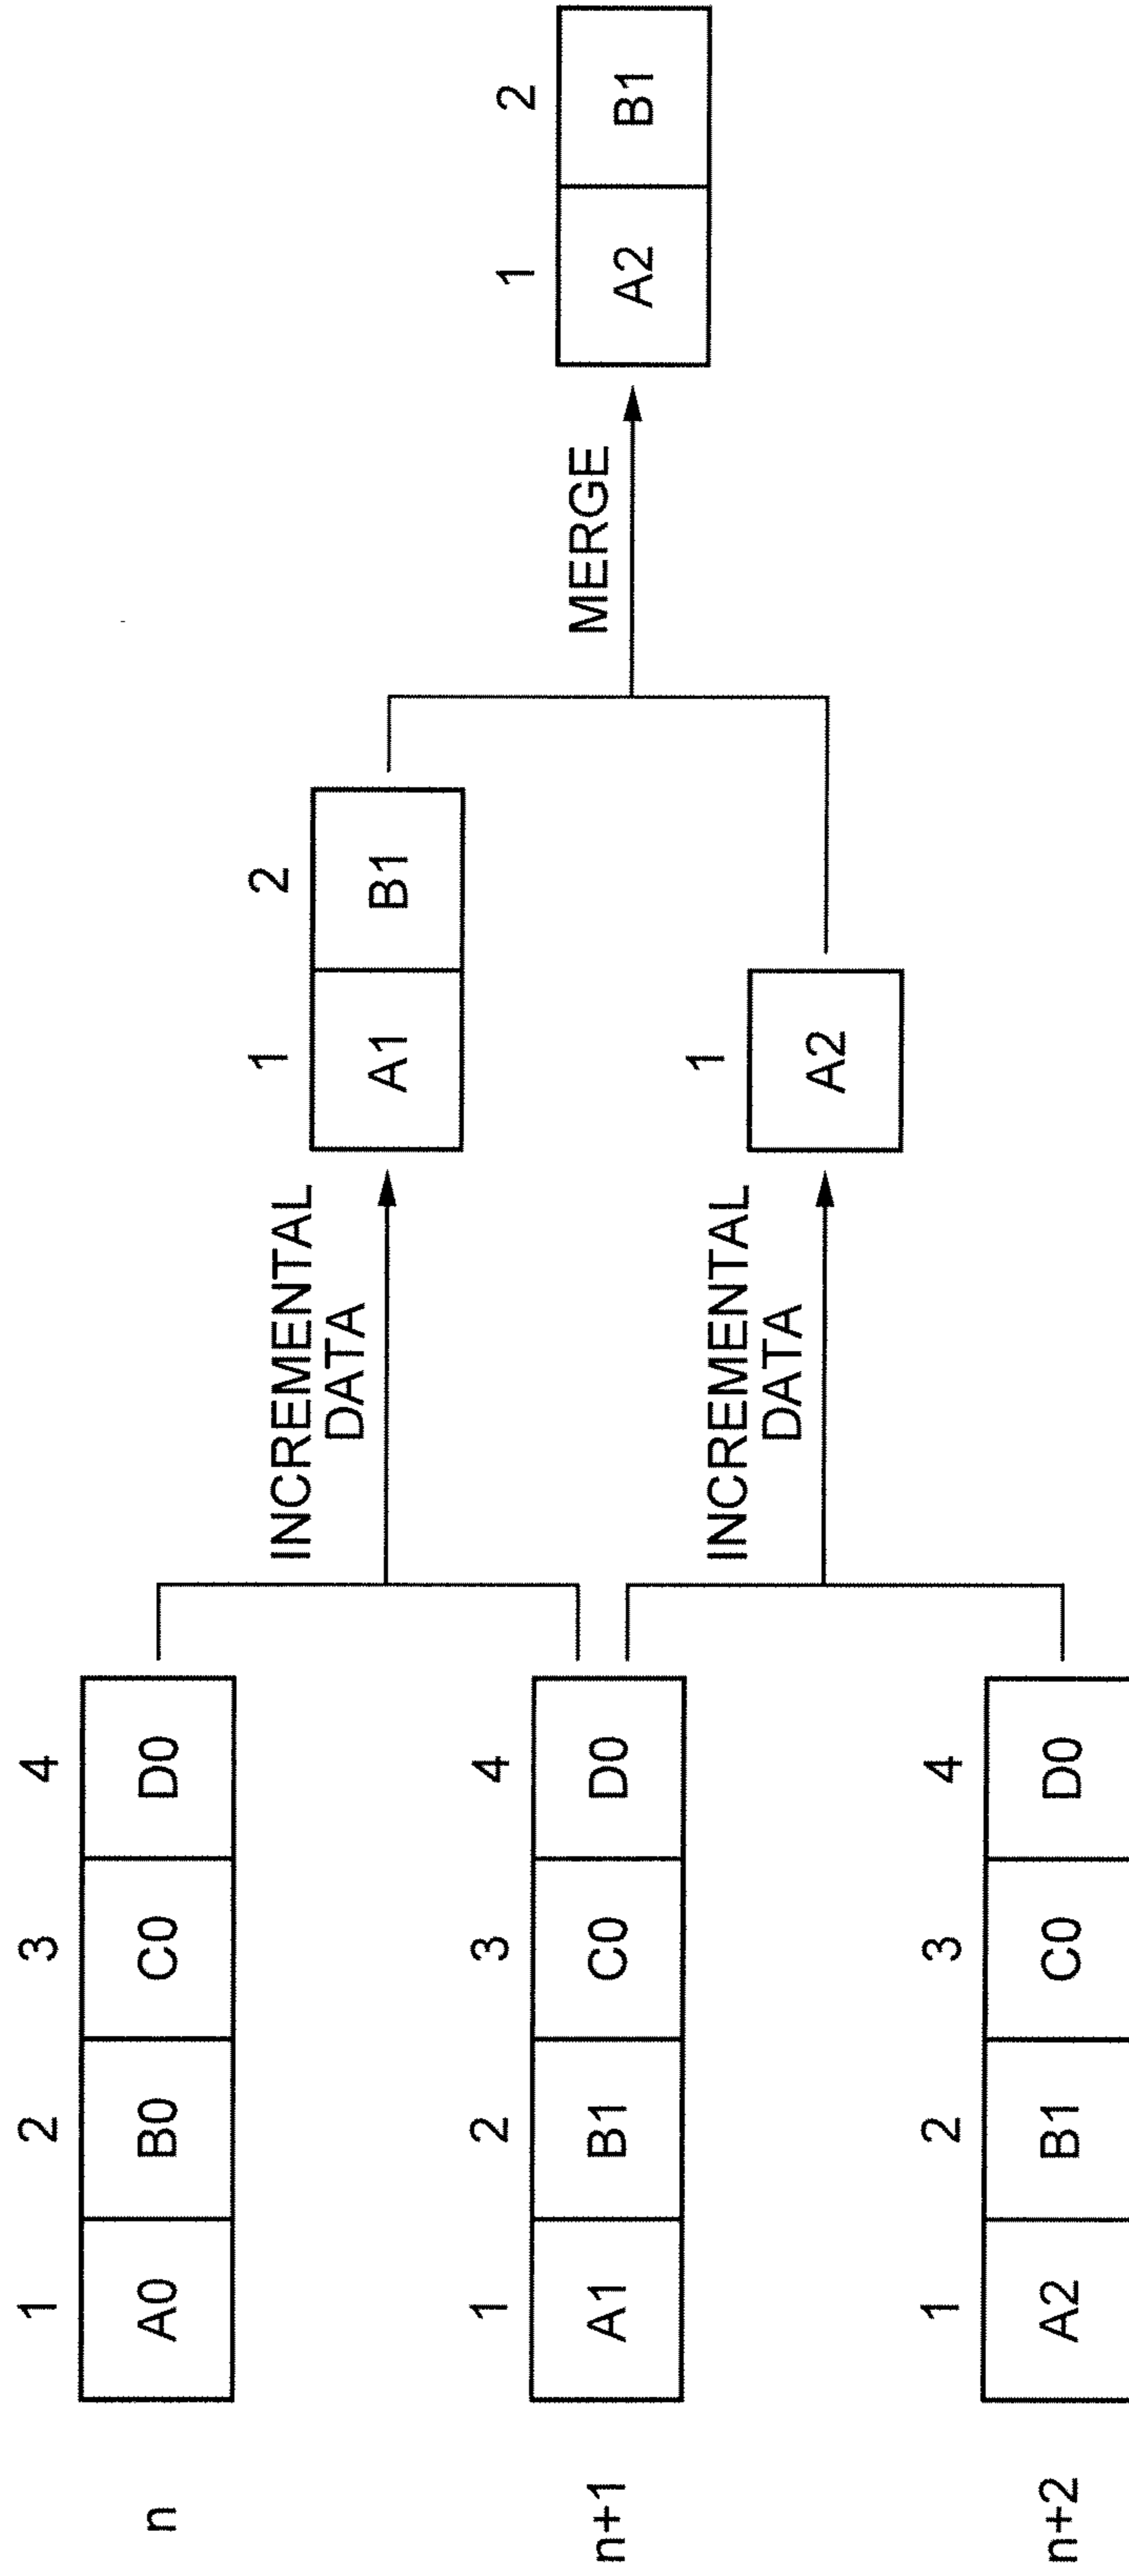 1 2 3 4
n A0 B0 C0 D0
INCREMENTAL
DATA
1 2
A1 B1
1 2 3 4
n+1 A1 B1 C0 D0
MERGE
1 2
A2 B1
INCREMENTAL
DATA
1
A2
1 2 3 4
n+2 A2 B1 C0 D0